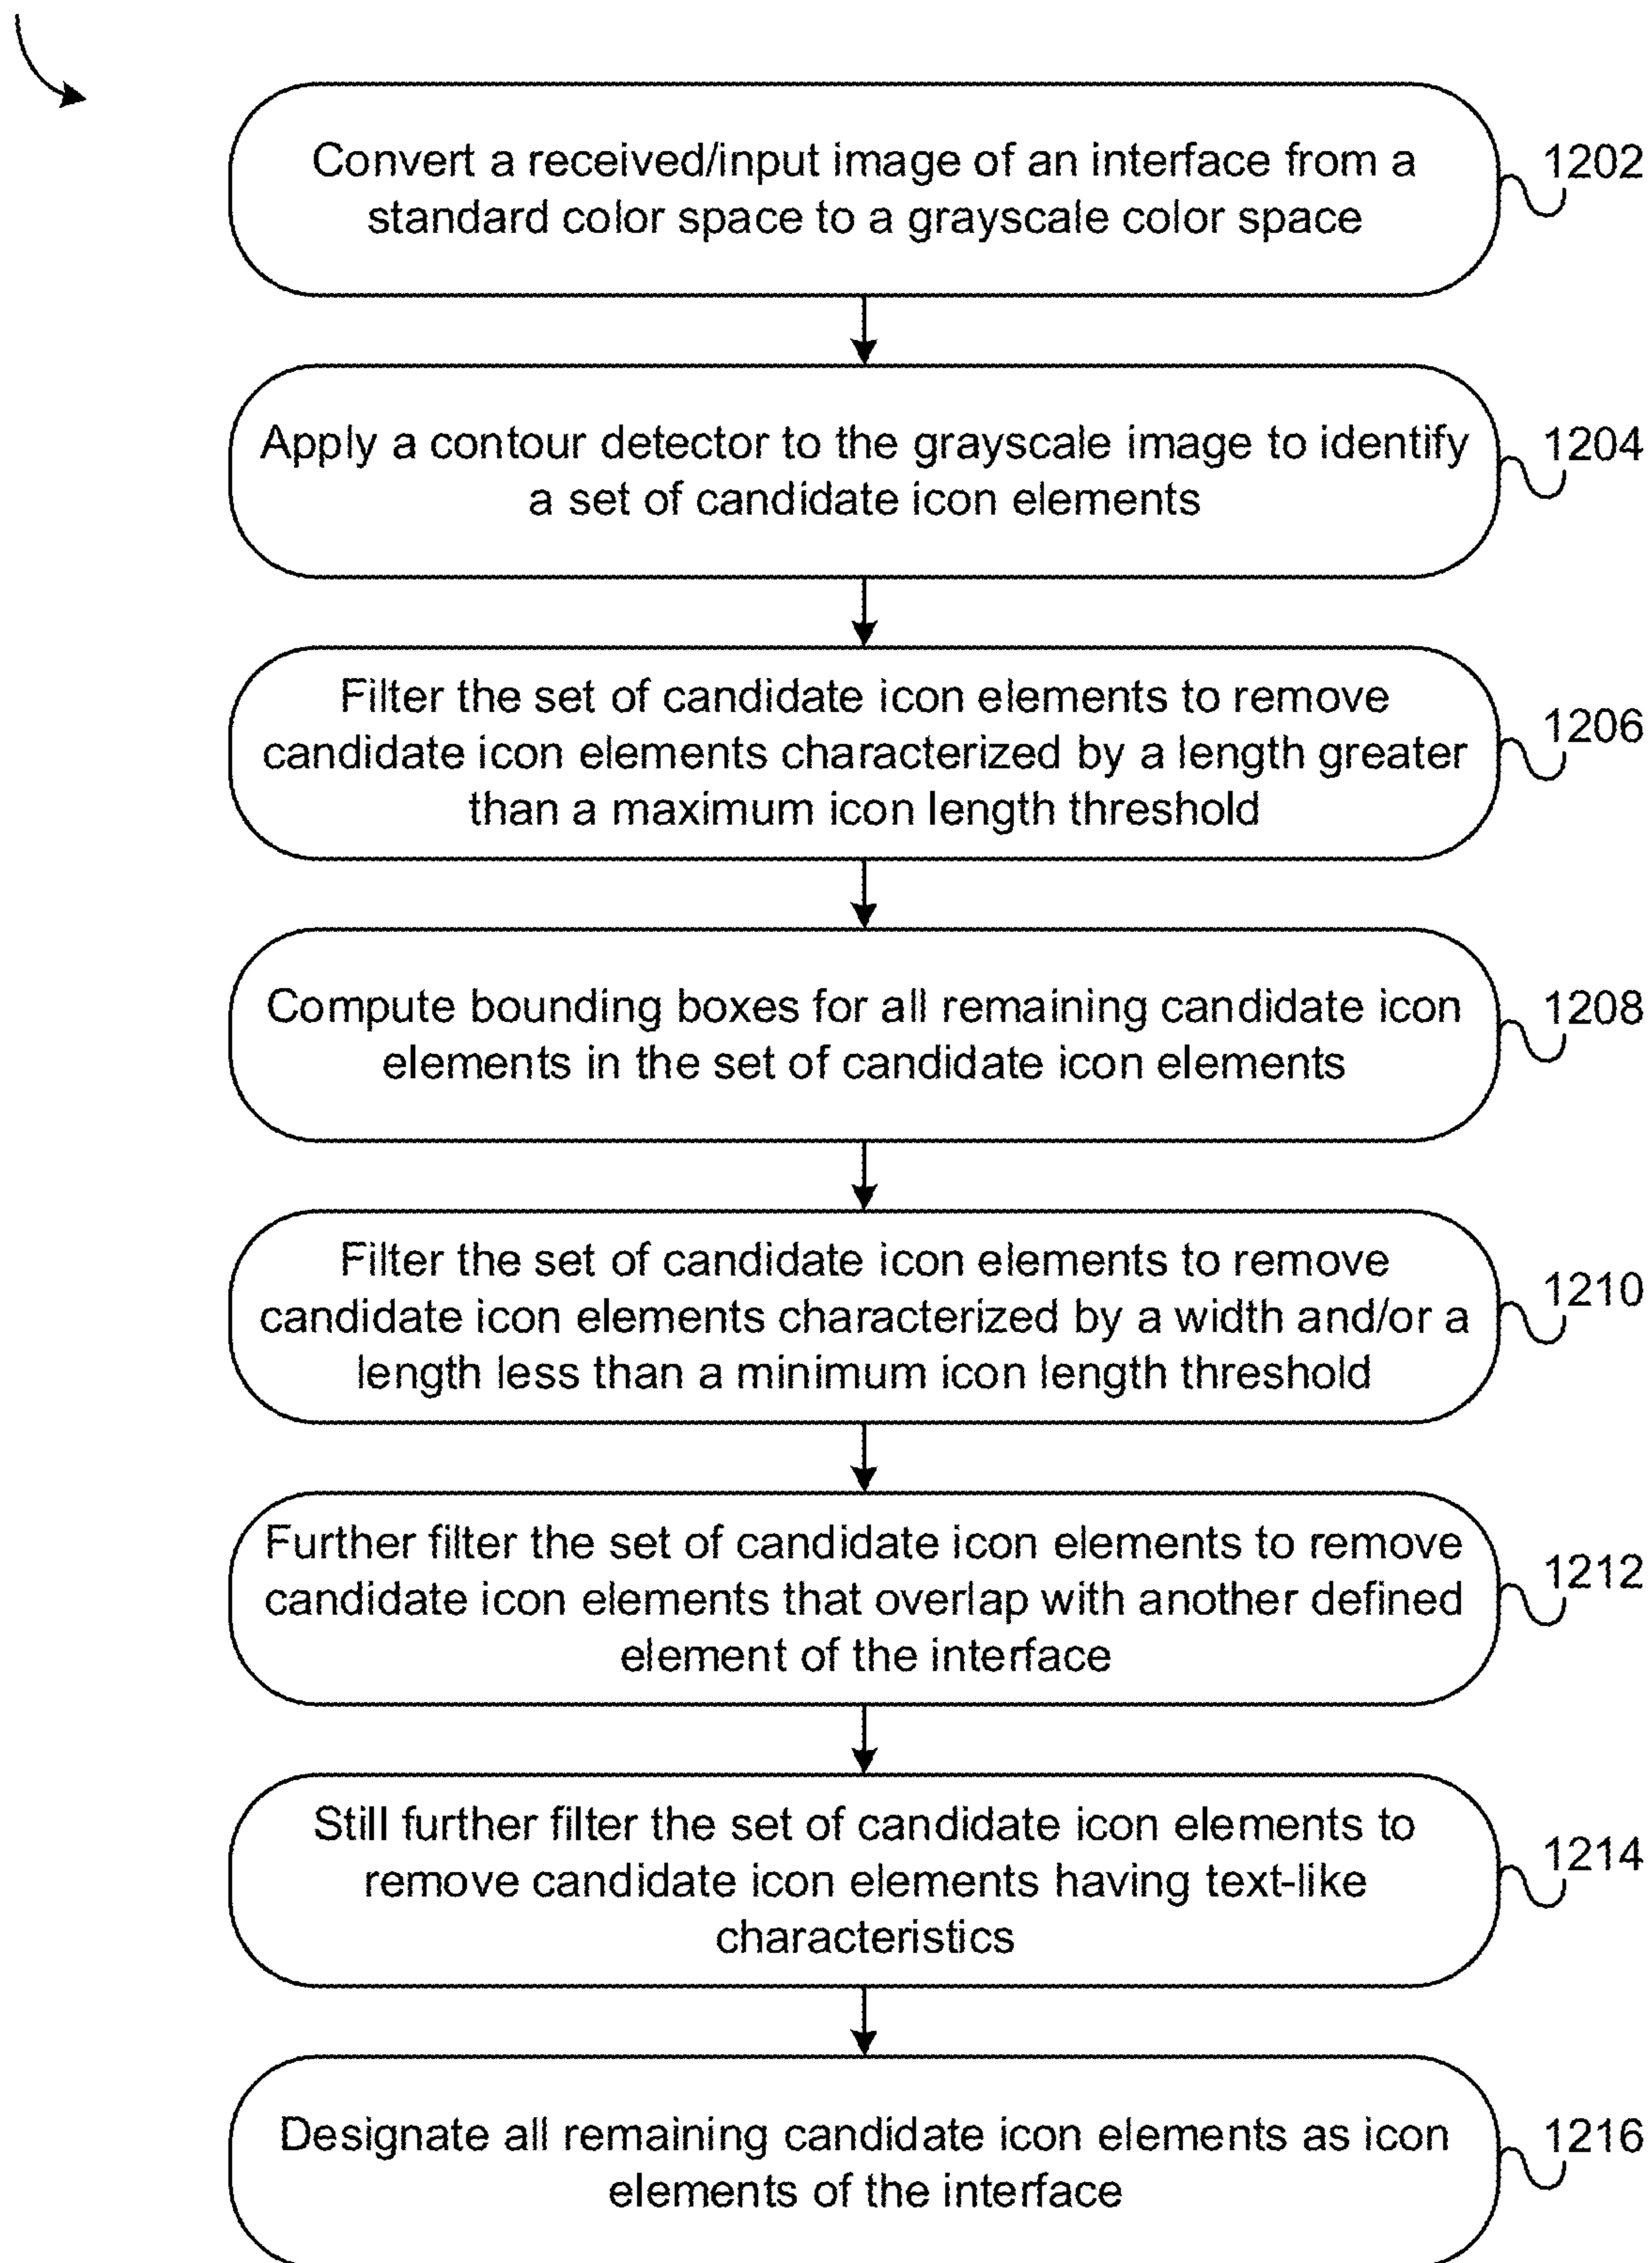 Convert a received/input image of an interface from a
standard color space to a grayscale color space
1202
Apply a contour detector to the grayscale image to identify
a set of candidate icon elements
1204
Filter the set of candidate icon elements to remove
candidate icon elements characterized by a length greater
than a maximum icon length threshold
1206
Compute bounding boxes for all remaining candidate icon
elements in the set of candidate icon elements
1208
Filter the set of candidate icon elements to remove
candidate icon elements characterized by a width and/or a
length less than a minimum icon length threshold
1210
Further filter the set of candidate icon elements to remove
candidate icon elements that overlap with another defined
element of the interface
1212
Still further filter the set of candidate icon elements to
remove candidate icon elements having text-like
characteristics
1214
Designate all remaining candidate icon elements as icon
elements of the interface
1216